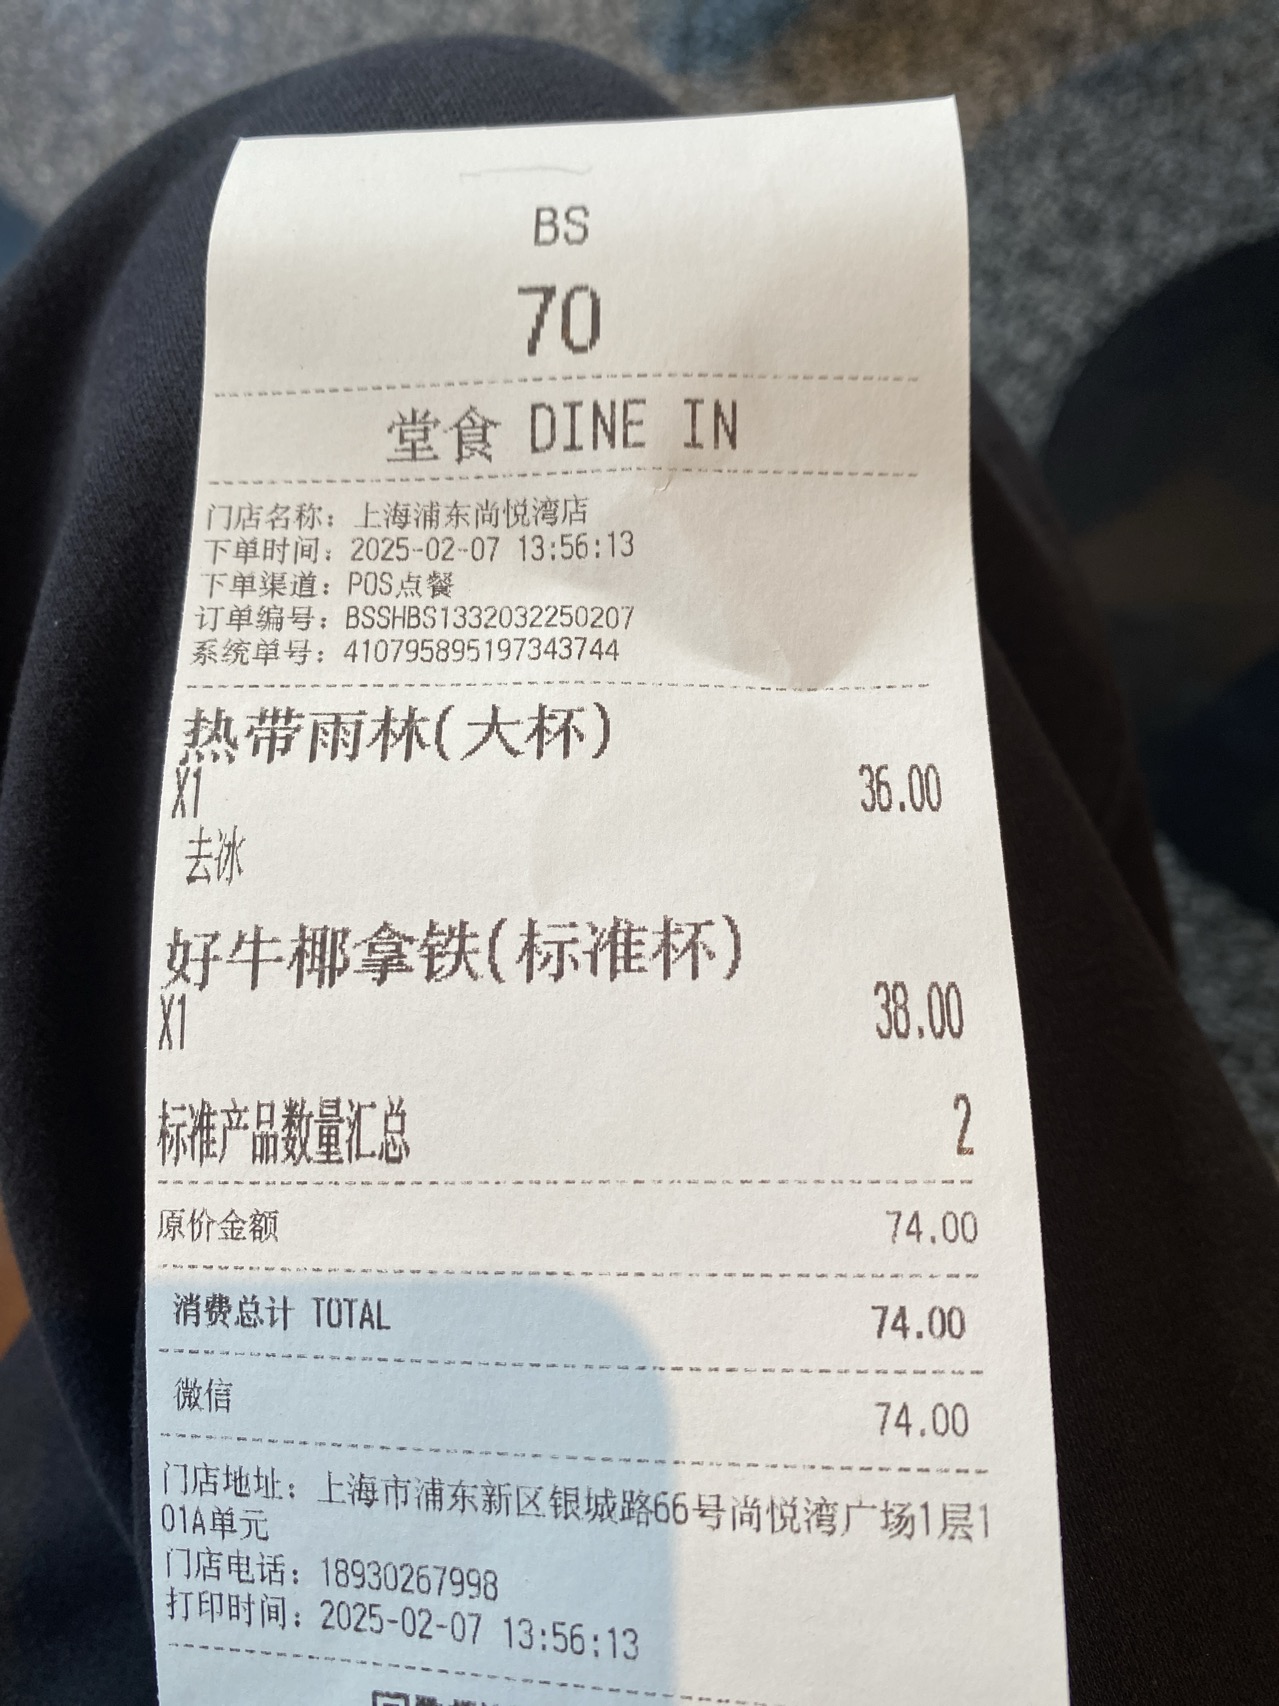 BS
70
堂食 DINE IN
门店名称：上海浦东尚悦湾店
下单时间：2025-02-07 13:56:13
下单渠道：POS点餐
订单编号：BSSHBS1332032250207
系统单号：410795895197343744
热带雨林(大杯)
X1 36.00
去冰
好牛椰拿铁(标准杯)
X1 38.00
标准产品数量汇总 2
原价金额 74.00
消费总计 TOTAL 74.00
微信 74.00
门店地址：上海市浦东新区银城路66号尚悦湾广场1层1
01A单元
门店电话：18930267998
打印时间：2025-02-07 13:56:13